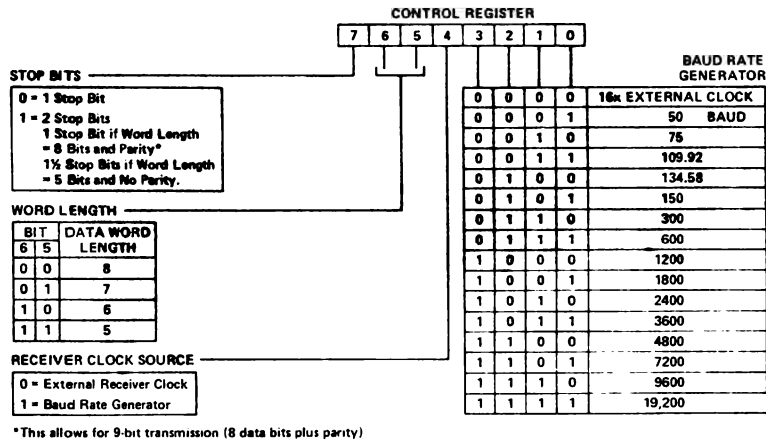 CONTROL REGISTER
7 6 5 4 3 2 1 0
STOP BITS
0 = 1 Stop Bit
1 = 2 Stop Bits
1 Stop Bit if Word Length
= 8 Bits and Parity*
1½ Stop Bits if Word Length
= 5 Bits and No Parity.
WORD LENGTH
BIT DATA WORD
6 5 LENGTH
0 0 8
0 1 7
1 0 6
1 1 5
RECEIVER CLOCK SOURCE
0 = External Receiver Clock
1 = Baud Rate Generator
BAUD RATE
GENERATOR
0 0 0 0 16x EXTERNAL CLOCK
0 0 0 1 50 BAUD
0 0 1 0 75
0 0 1 1 109.92
0 1 0 0 134.58
0 1 0 1 150
0 1 1 0 300
0 1 1 1 600
1 0 0 0 1200
1 0 0 1 1800
1 0 1 0 2400
1 0 1 1 3600
1 1 0 0 4800
1 1 0 1 7200
1 1 1 0 9600
1 1 1 1 19,200
*This allows for 9-bit transmission (8 data bits plus parity)